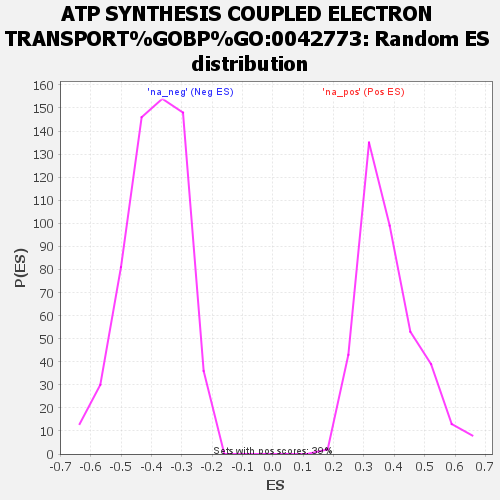 ATP SYNTHESIS COUPLED ELECTRON
TRANSPORT%GOBP%GO:0042773: Random ES
distribution
'na_neg' (Neg ES)
'na_pos' (Pos ES)
160
150
140
130
120
110
100
90
80
70
60
50
40
30
20
10
0
P(ES)
Sets with pos scores: 39%
-0.7 -0.6 -0.5 -0.4 -0.3 -0.2 -0.1 0.0 0.1 0.2 0.3 0.4 0.5 0.6 0.7
ES